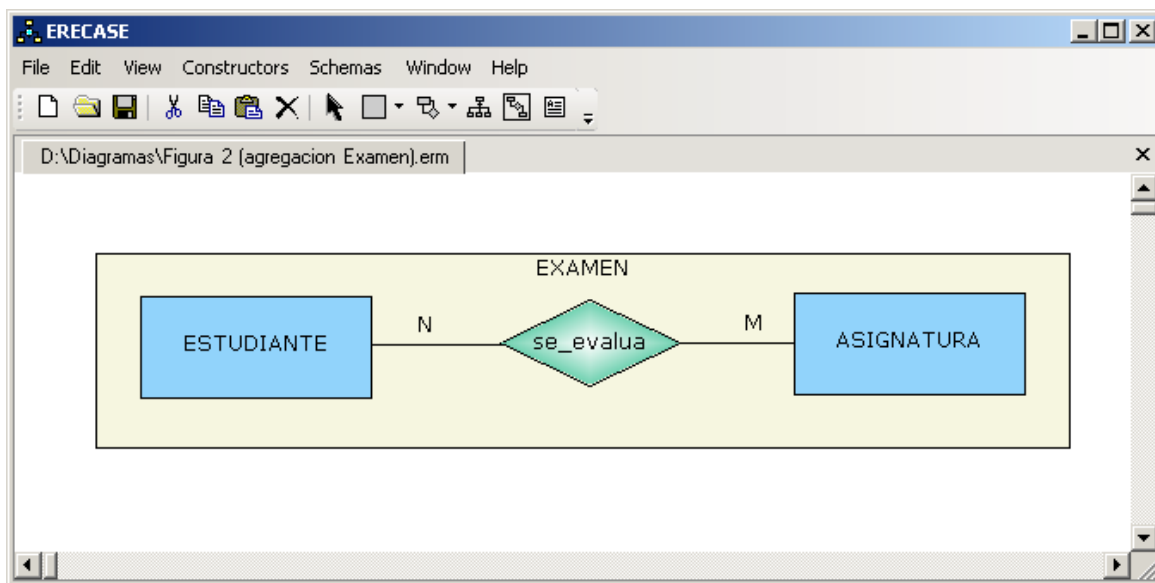 ERECASE
File Edit View Constructors Schemas Window Help
D:\Diagramas\Figura 2 (agregacion Examen).erm
EXAMEN
ESTUDIANTE N se_evalua M ASIGNATURA